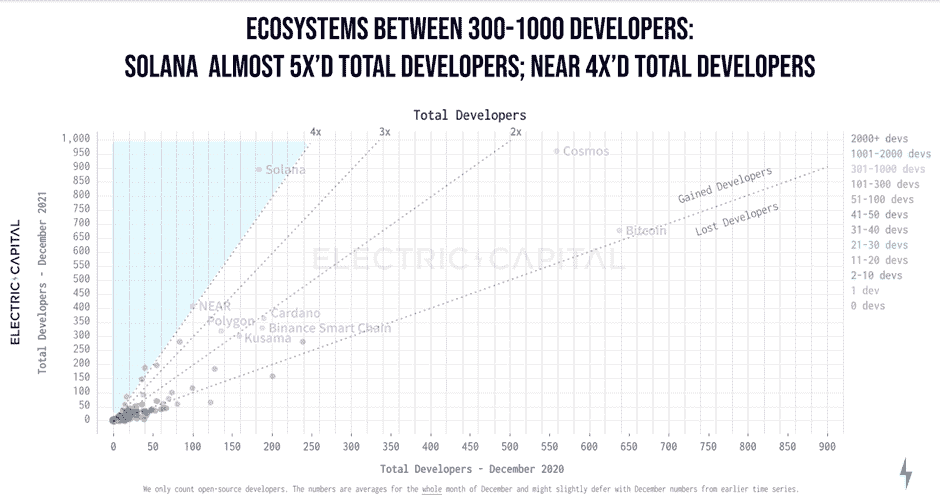 ECOSYSTEMS BETWEEN 300-1000 DEVELOPERS:
SOLANA ALMOST 5X'D TOTAL DEVELOPERS; NEAR 4X'D TOTAL DEVELOPERS
Total Developers
4x
3x
2x
1,000
950
900
850
800
750
700
650
600
550
500
450
400
350
300
250
200
150
100
50
0
Total Developers - December 2021
ELECTRIC CAPITAL
Solana
Cosmos
Gained Developers
Lost Developers
Bitcoin
ELECTRIC CAPITAL
NEAR
Polygon
Cardano
Binance Smart Chain
Kusama
2000+ devs
1001-2000 devs
301-1000 devs
101-300 devs
51-100 devs
41-50 devs
31-40 devs
21-30 devs
11-20 devs
2-10 devs
1 dev
0 devs
0 50 100 150 200 250 300 350 400 450 500 550 600 650 700 750 800 850 900
Total Developers - December 2020
We only count open-source developers. The numbers are averages for the whole month of December and might slightly defer with December numbers from earlier time series.